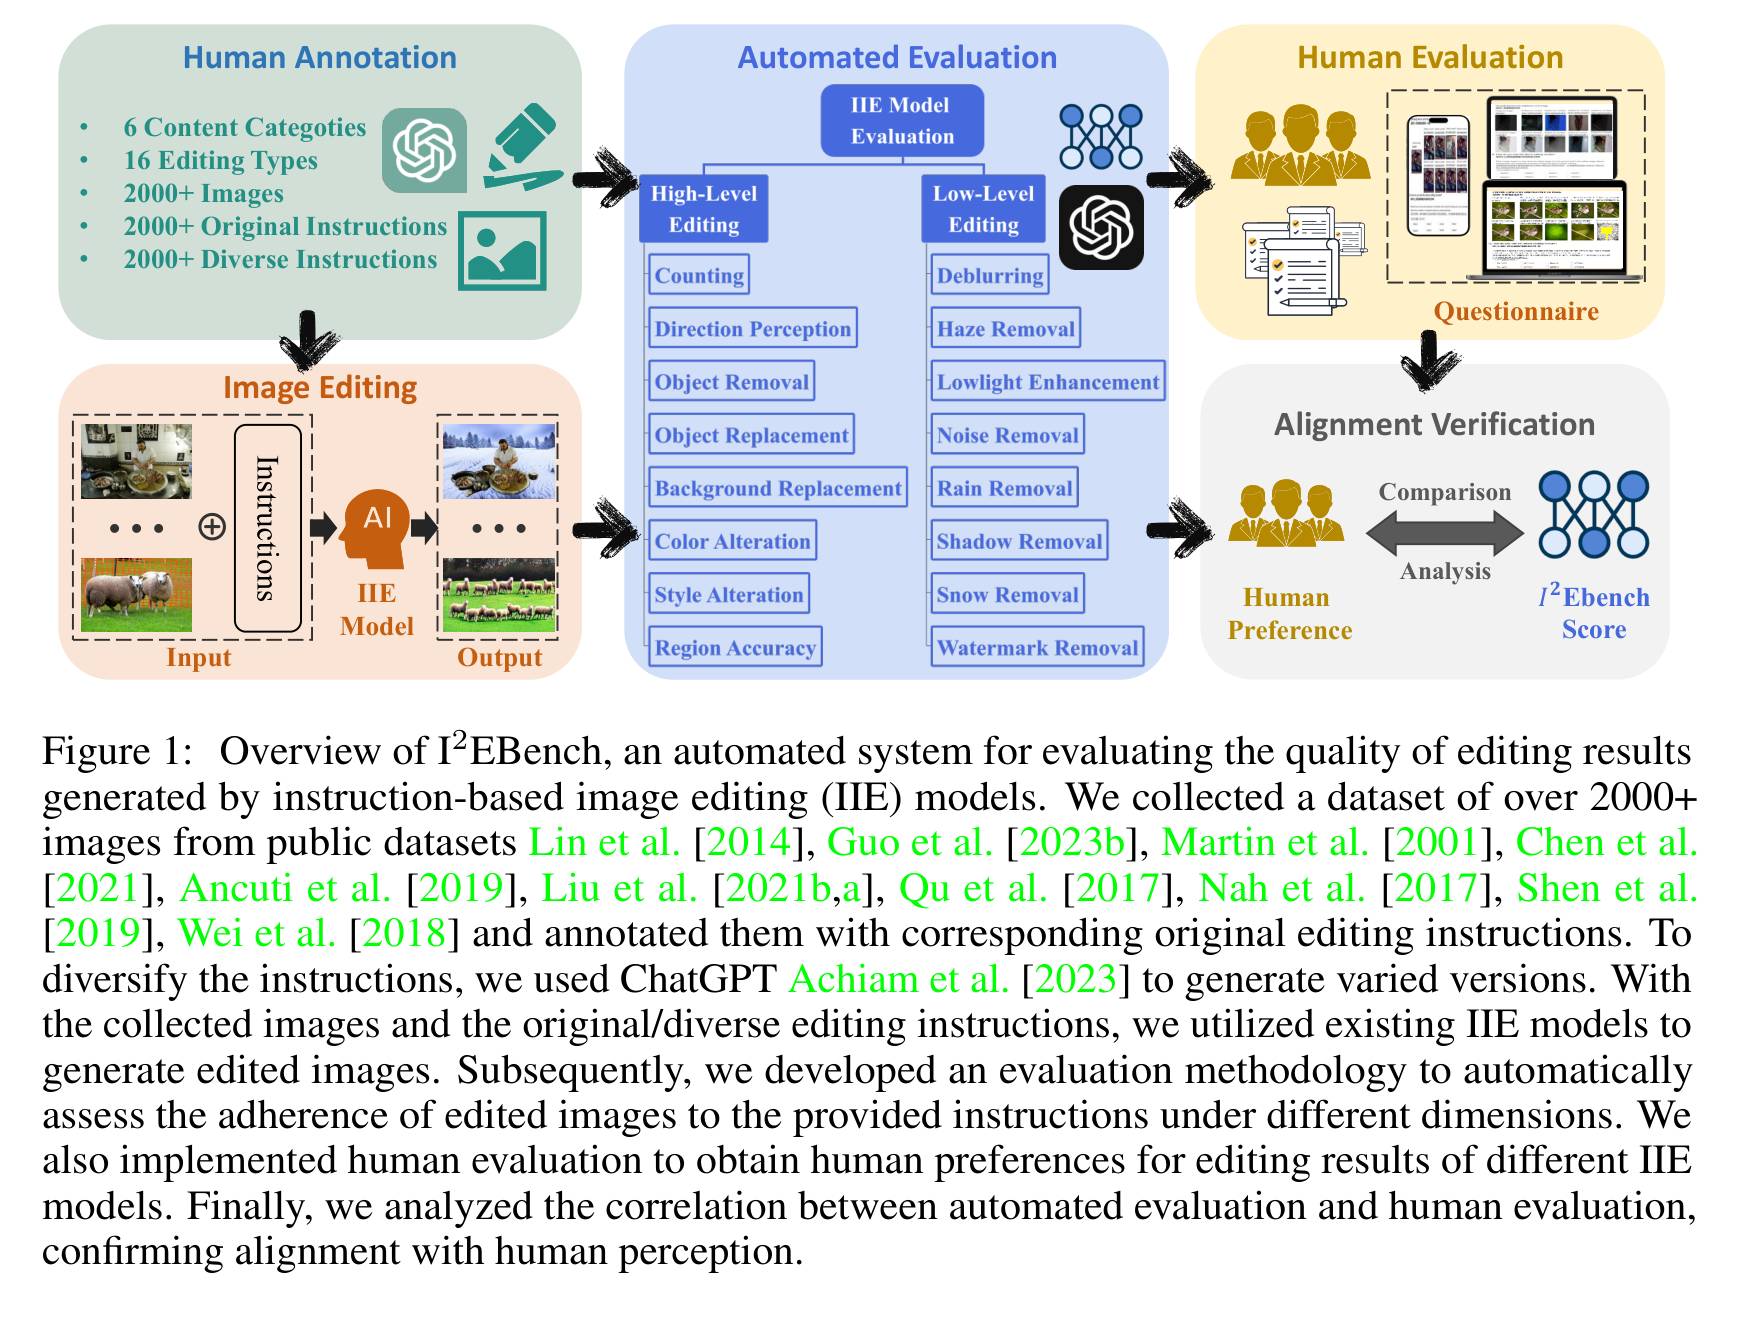 Human Annotation
• 6 Content Categoties
• 16 Editing Types
• 2000+ Images
• 2000+ Original Instructions
• 2000+ Diverse Instructions
Image Editing
Instructions
AI
IIE
Model
Input
Output
Automated Evaluation
IIE Model
Evaluation
High-Level
Editing
Counting
Direction Perception
Object Removal
Object Replacement
Background Replacement
Color Alteration
Style Alteration
Region Accuracy
Low-Level
Editing
Deblurring
Haze Removal
Lowlight Enhancement
Noise Removal
Rain Removal
Shadow Removal
Snow Removal
Watermark Removal
Human Evaluation
Questionnaire
Alignment Verification
Comparison
Analysis
Human
Preference
I²Ebench
Score
Figure 1: Overview of I²EBench, an automated system for evaluating the quality of editing results
generated by instruction-based image editing (IIE) models. We collected a dataset of over 2000+
images from public datasets Lin et al. [2014], Guo et al. [2023b], Martin et al. [2001], Chen et al.
[2021], Ancuti et al. [2019], Liu et al. [2021b,a], Qu et al. [2017], Nah et al. [2017], Shen et al.
[2019], Wei et al. [2018] and annotated them with corresponding original editing instructions. To
diversify the instructions, we used ChatGPT Achiam et al. [2023] to generate varied versions. With
the collected images and the original/diverse editing instructions, we utilized existing IIE models to
generate edited images. Subsequently, we developed an evaluation methodology to automatically
assess the adherence of edited images to the provided instructions under different dimensions. We
also implemented human evaluation to obtain human preferences for editing results of different IIE
models. Finally, we analyzed the correlation between automated evaluation and human evaluation,
confirming alignment with human perception.